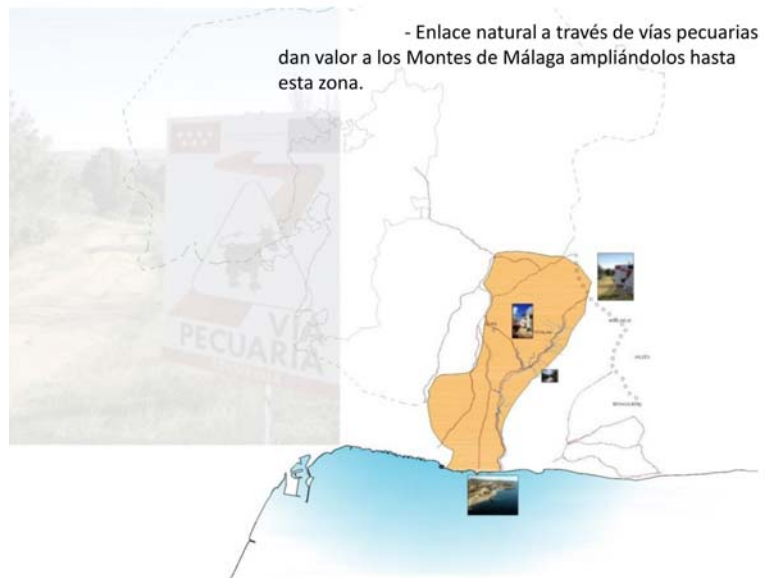 - Enlace natural a través de vías pecuarias
dan valor a los Montes de Málaga ampliándolos hasta
esta zona.
VÍA
PECUARIA